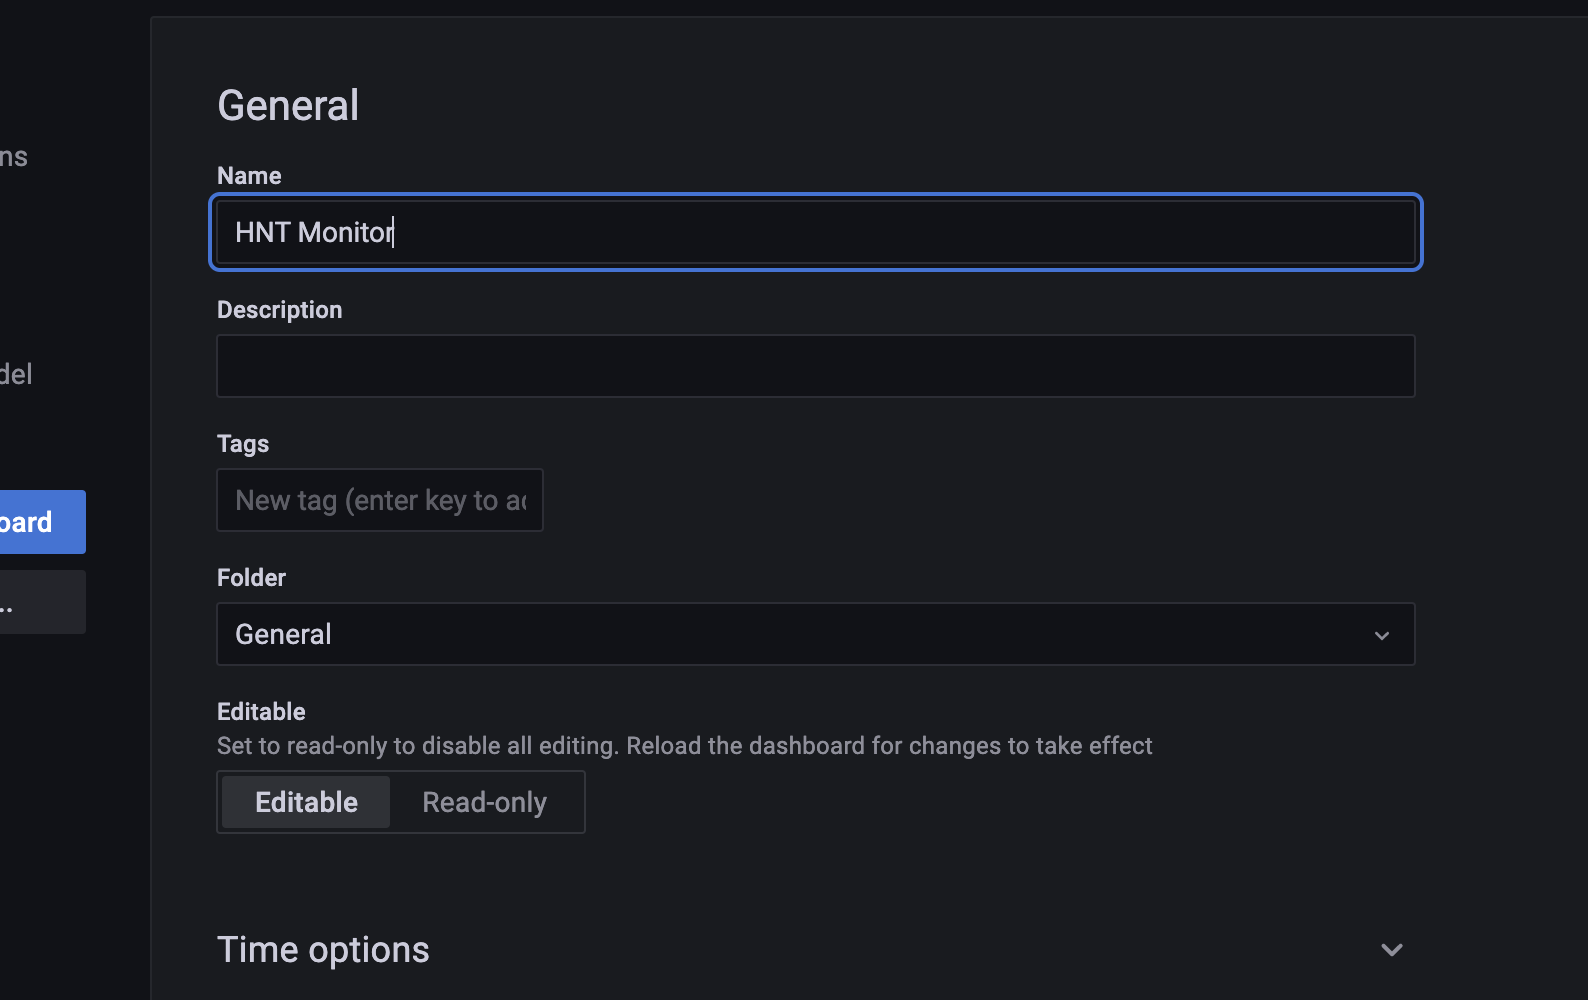 General
ns
Name
HNT Monitor
Description
del
Tags
New tag (enter key to ad
oard
Folder
..
General
Editable
Set to read-only to disable all editing. Reload the dashboard for changes to take effect
Editable Read-only
Time options